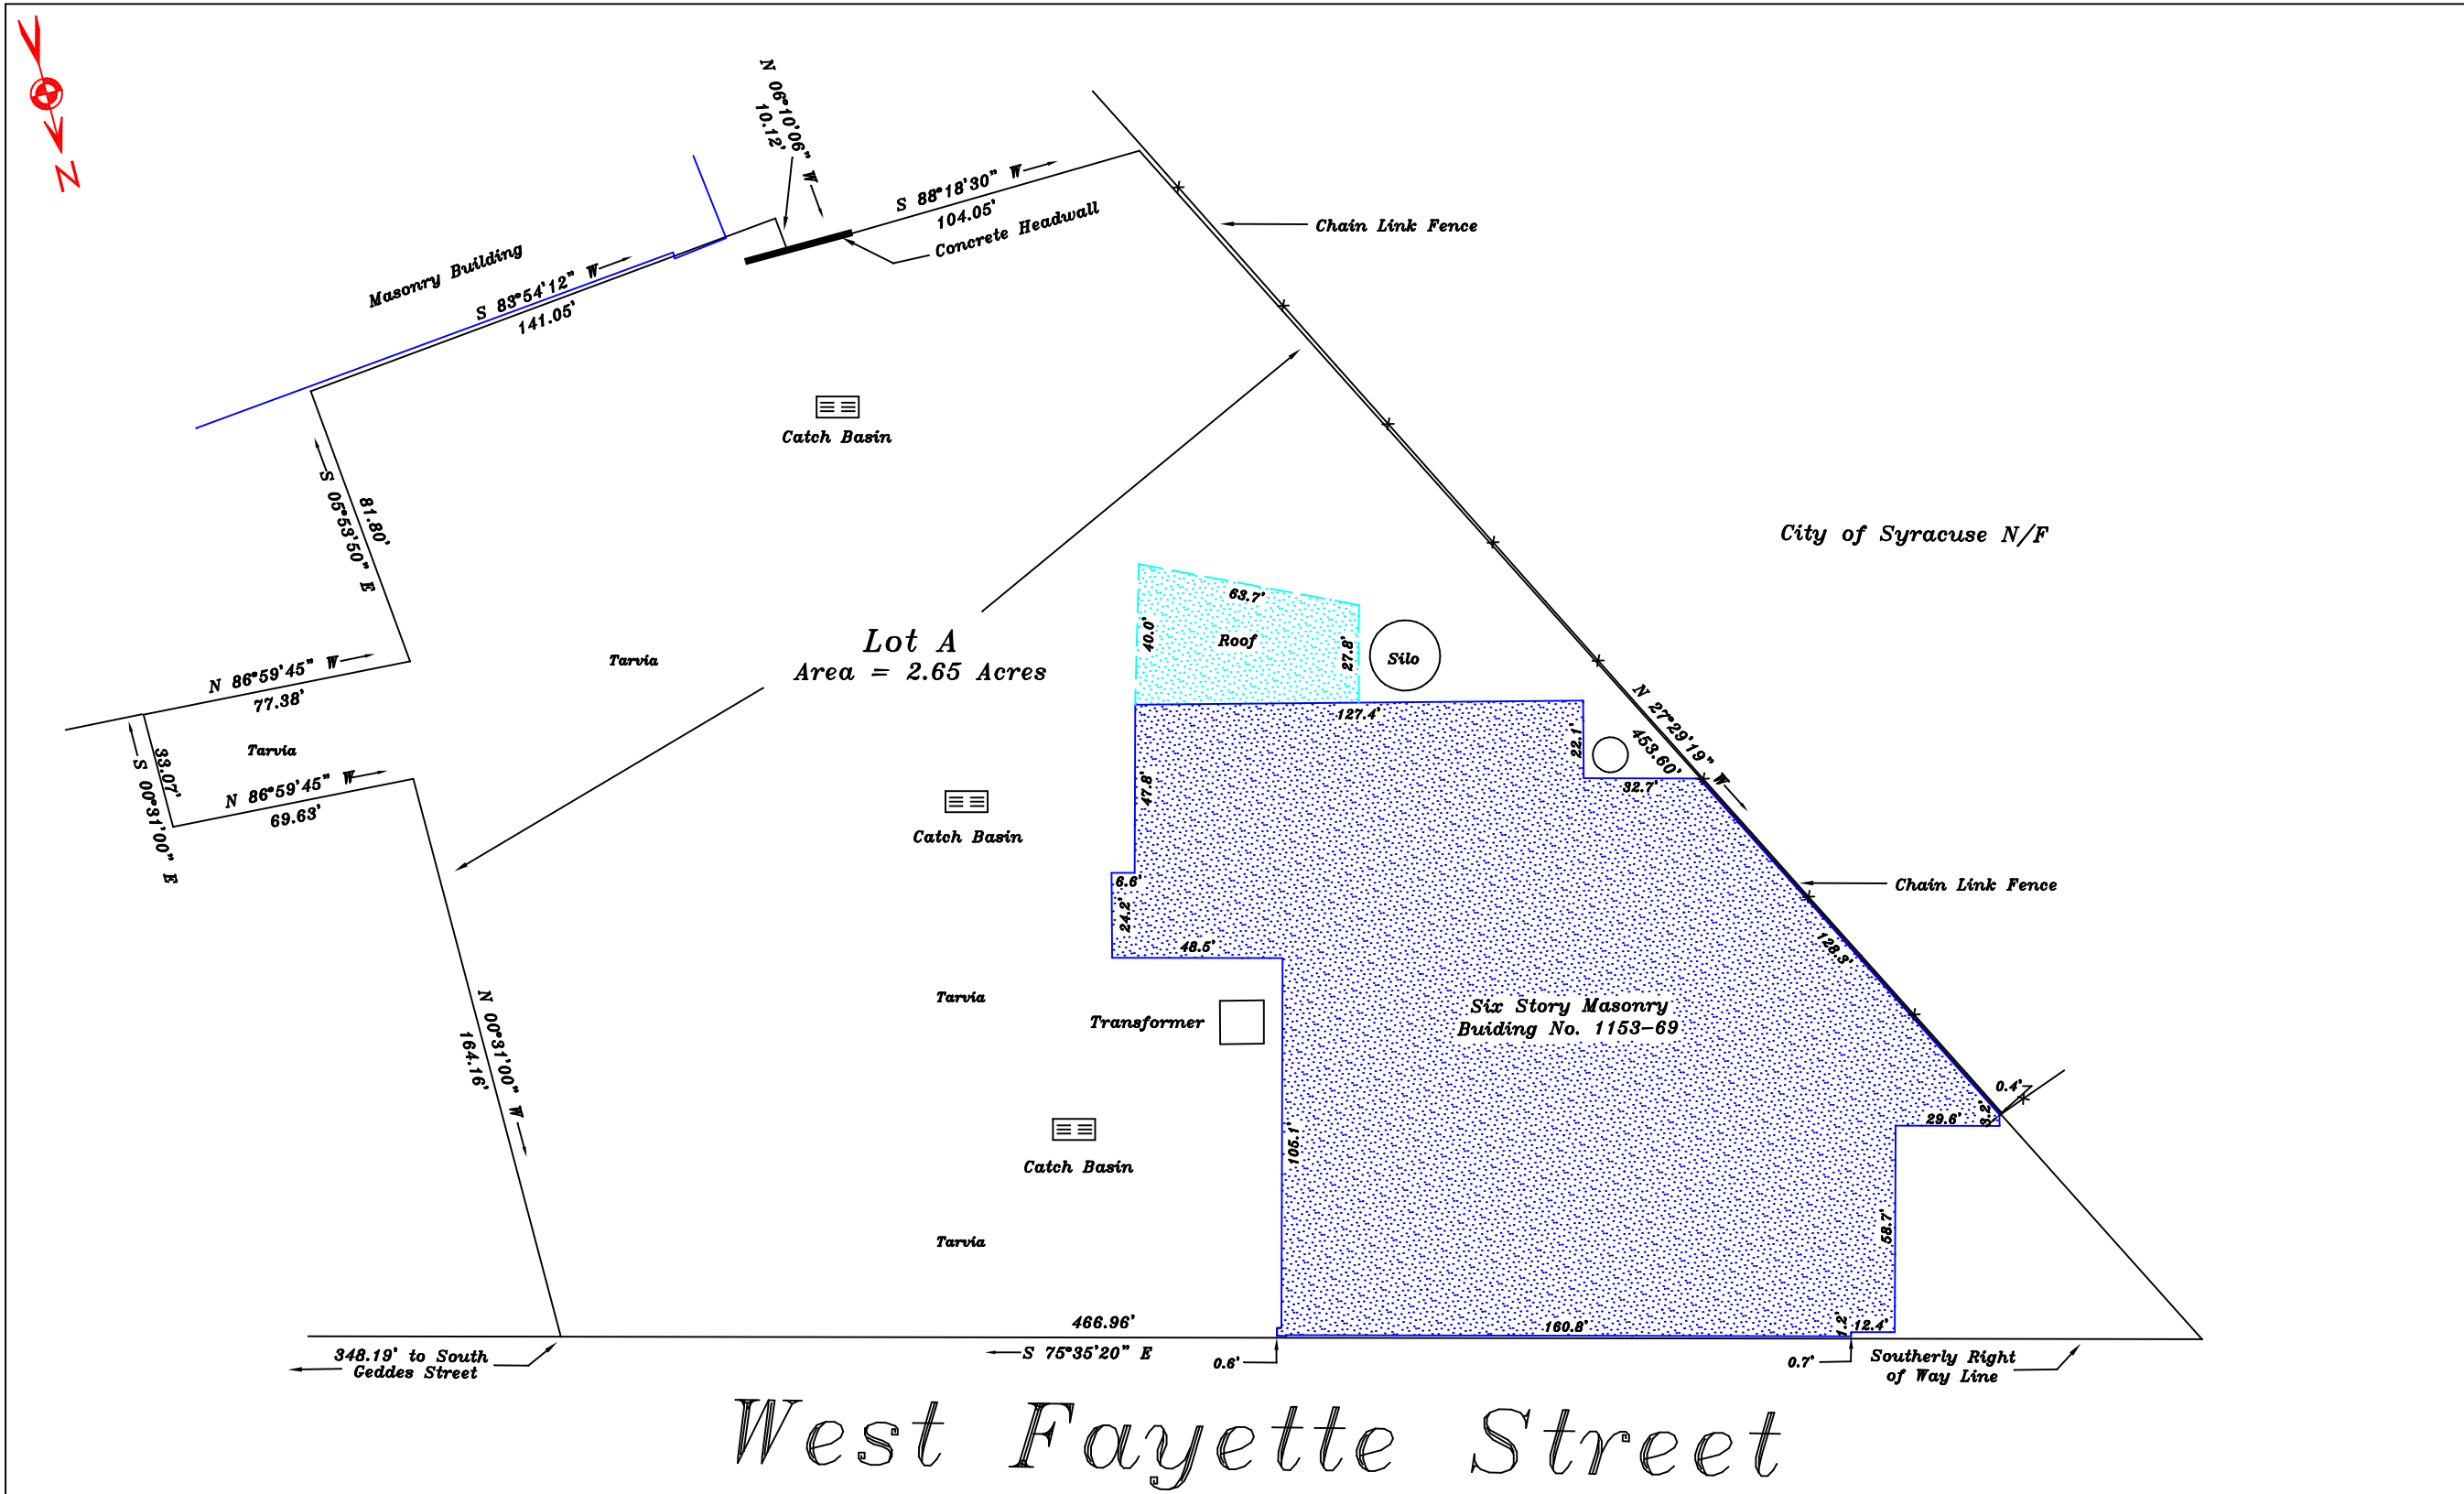 N
N 06°10'06" W
10.12'
S 88°18'30" W
104.05'
Concrete Headwall
Chain Link Fence
Masonry Building
S 83°54'12" W
141.05'
Catch Basin
81.80'
S 05°53'50" E
City of Syracuse N/F
63.7'
40.0'
Roof
27.8'
Silo
Lot A
Area = 2.65 Acres
Tarvia
N 86°59'45" W
77.38'
N 27°29'19" W
453.60'
127.4'
22.1'
32.7'
Tarvia
33.07'
S 00°31'00" E
N 86°59'45" W
69.63'
47.8'
Catch Basin
6.6'
24.2'
48.5'
Chain Link Fence
128.3'
Tarvia
Transformer
Six Story Masonry
Buiding No. 1153-69
N 00°31'00" W
164.16'
0.4'
3.2'
29.6'
105.1'
Catch Basin
58.7'
Tarvia
466.96'
S 75°35'20" E
160.8'
1.2'
12.4'
0.6'
0.7'
348.19' to South
Geddes Street
Southerly Right
of Way Line
West Fayette Street